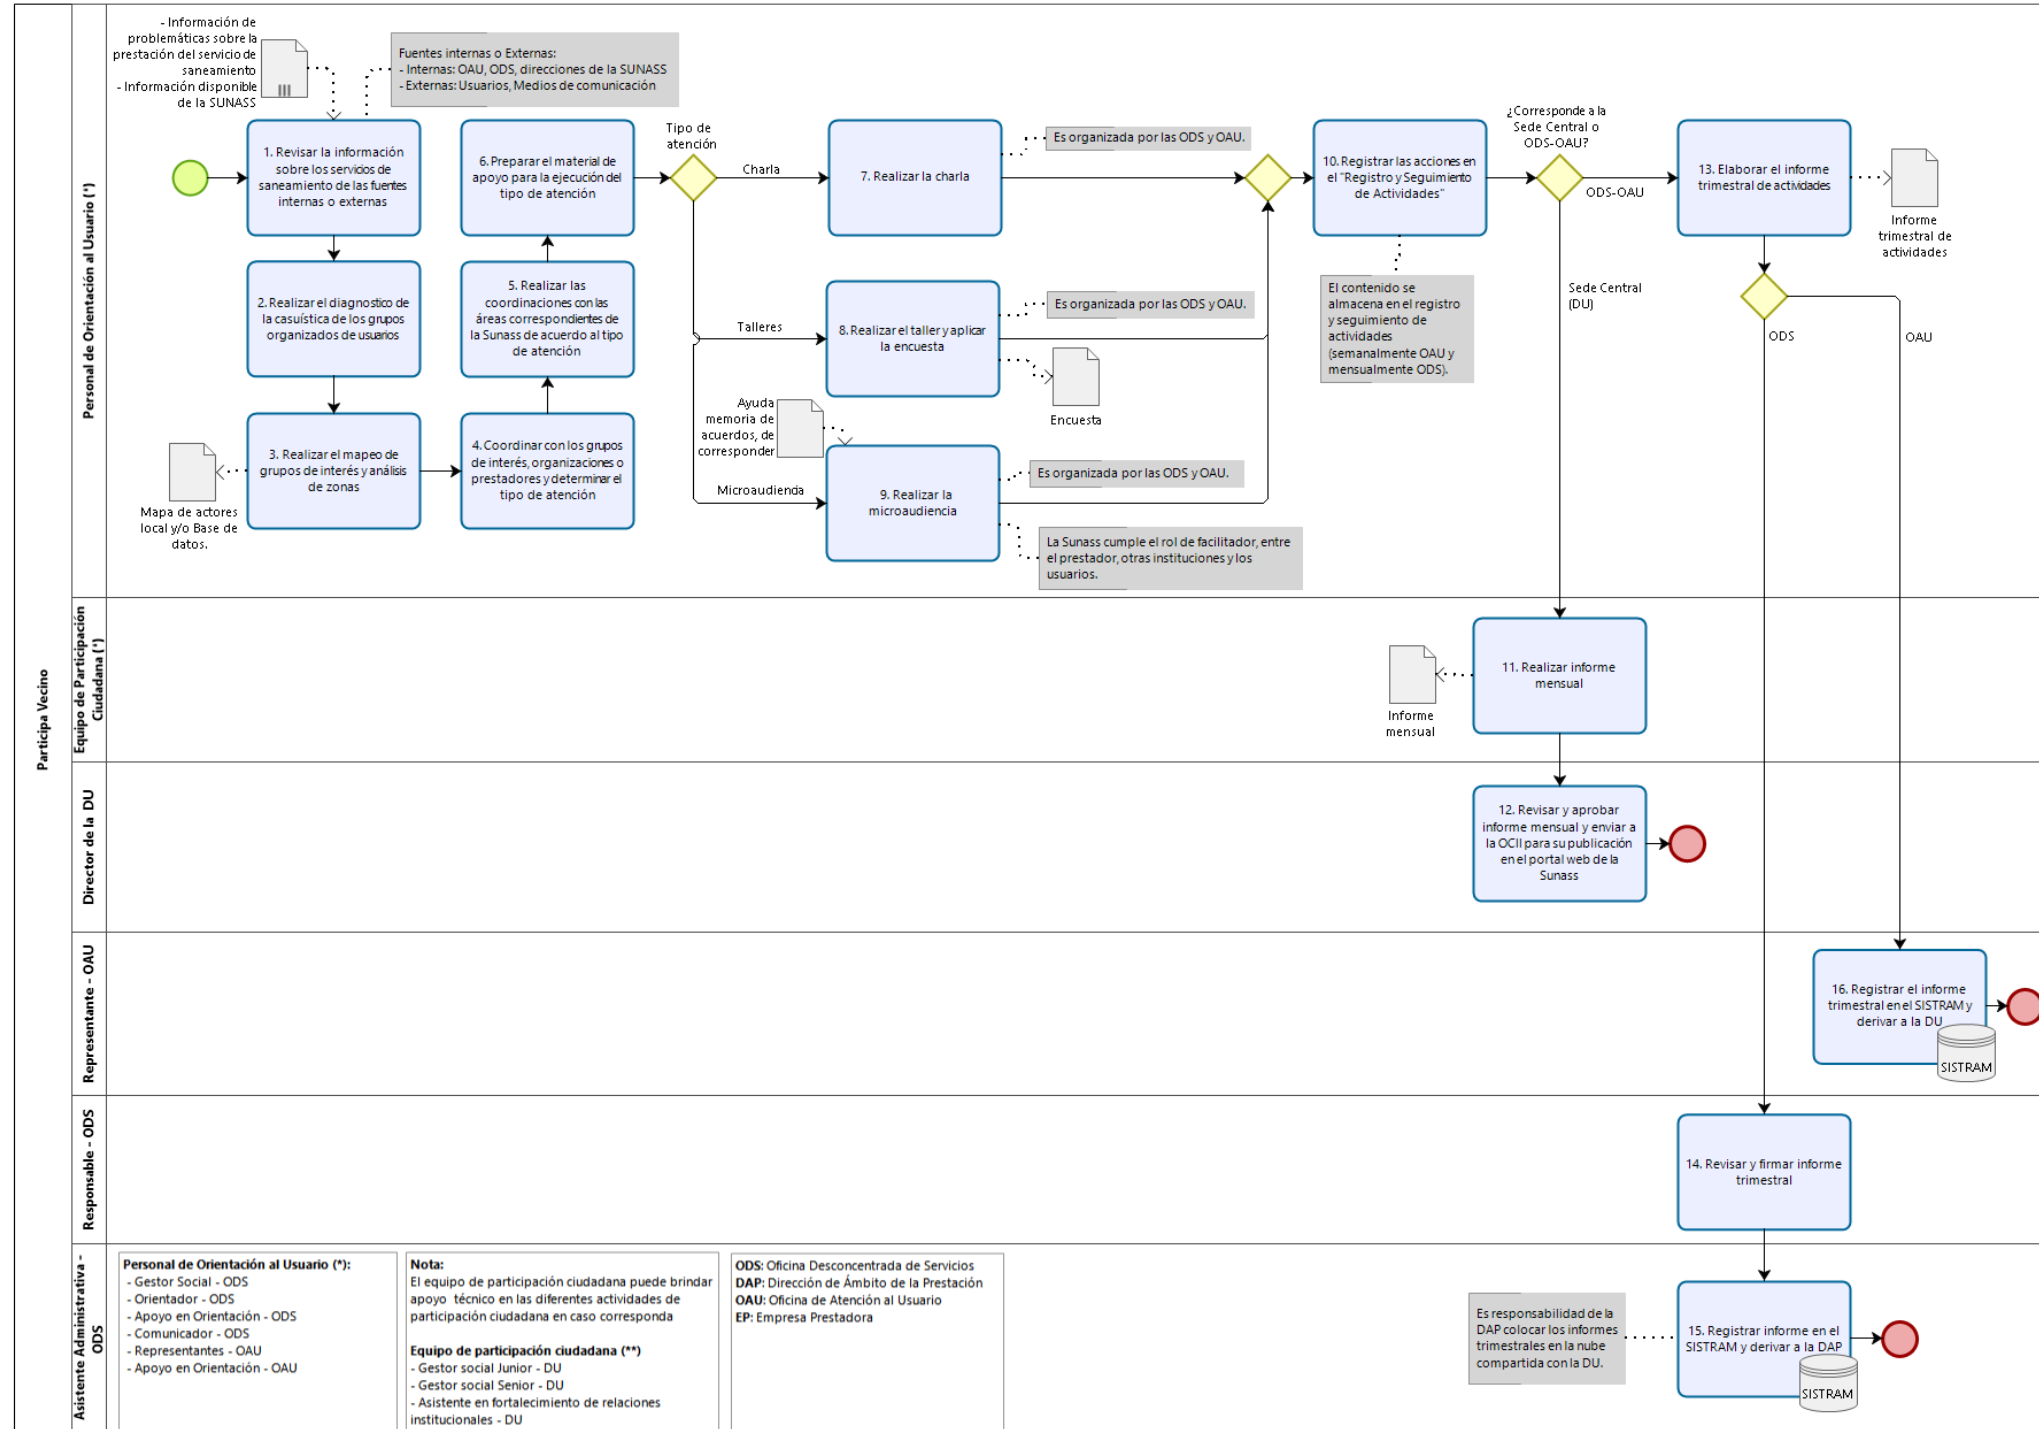 Participa Vecino
Personal de Orientación al Usuario (*)
- Información de
problemáticas sobre la
prestación del servicio de
saneamiento
- Información disponible
de la SUNASS
Fuentes internas o Externas:
- Internas: OAU, ODS, direcciones de la SUNASS
- Externas: Usuarios, Medios de comunicación
1. Revisar la información
sobre los servicios de
saneamiento de las fuentes
internas o externas
2. Realizar el diagnostico de
la casuística de los grupos
organizados de usuarios
3. Realizar el mapeo de
grupos de interés y análisis
de zonas
Mapa de actores
local y/o Base de
datos.
4. Coordinar con los grupos
de interés, organizaciones o
prestadores y determinar el
tipo de atención
5. Realizar las
coordinaciones con las
áreas correspondientes de
la Sunass de acuerdo al tipo
de atención
6. Preparar el material de
apoyo para la ejecución del
tipo de atención
Tipo de
atención
Charla
7. Realizar la charla
Es organizada por las ODS y OAU.
Talleres
8. Realizar el taller y aplicar
la encuesta
Es organizada por las ODS y OAU.
Encuesta
Ayuda
memoria de
acuerdos, de
corresponder
Microaudiencia
9. Realizar la
microaudiencia
Es organizada por las ODS y OAU.
La Sunass cumple el rol de facilitador, entre
el prestador, otras instituciones y los
usuarios.
10. Registrar las acciones en
el "Registro y Seguimiento
de Actividades"
El contenido se
almacena en el registro
y seguimiento de
actividades
(semanalmente OAU y
mensualmente ODS).
¿Corresponde a la
Sede Central o
ODS-OAU?
ODS-OAU
Sede Central
(DU)
13. Elaborar el informe
trimestral de actividades
Informe
trimestral de
actividades
ODS
OAU
Equipo de Participación
Ciudadana (*)
11. Realizar informe
mensual
Informe
mensual
Director de la DU
12. Revisar y aprobar
informe mensual y enviar a
la OCII para su publicación
en el portal web de la
Sunass
Representante - OAU
16. Registrar el informe
trimestral en el SISTRAM y
derivar a la DU
SISTRAM
Responsable - ODS
14. Revisar y firmar informe
trimestral
Asistente Administrativa -
ODS
Personal de Orientación al Usuario (*):
- Gestor Social - ODS
- Orientador - ODS
- Apoyo en Orientación - ODS
- Comunicador - ODS
- Representantes - OAU
- Apoyo en Orientación - OAU
Nota:
El equipo de participación ciudadana puede brindar
apoyo técnico en las diferentes actividades de
participación ciudadana en caso corresponda
Equipo de participación ciudadana (**)
- Gestor social Junior - DU
- Gestor social Senior - DU
- Asistente en fortalecimiento de relaciones
institucionales - DU
ODS: Oficina Desconcentrada de Servicios
DAP: Dirección de Ámbito de la Prestación
OAU: Oficina de Atención al Usuario
EP: Empresa Prestadora
Es responsabilidad de la
DAP colocar los informes
trimestrales en la nube
compartida con la DU.
15. Registrar informe en el
SISTRAM y derivar a la DAP
SISTRAM